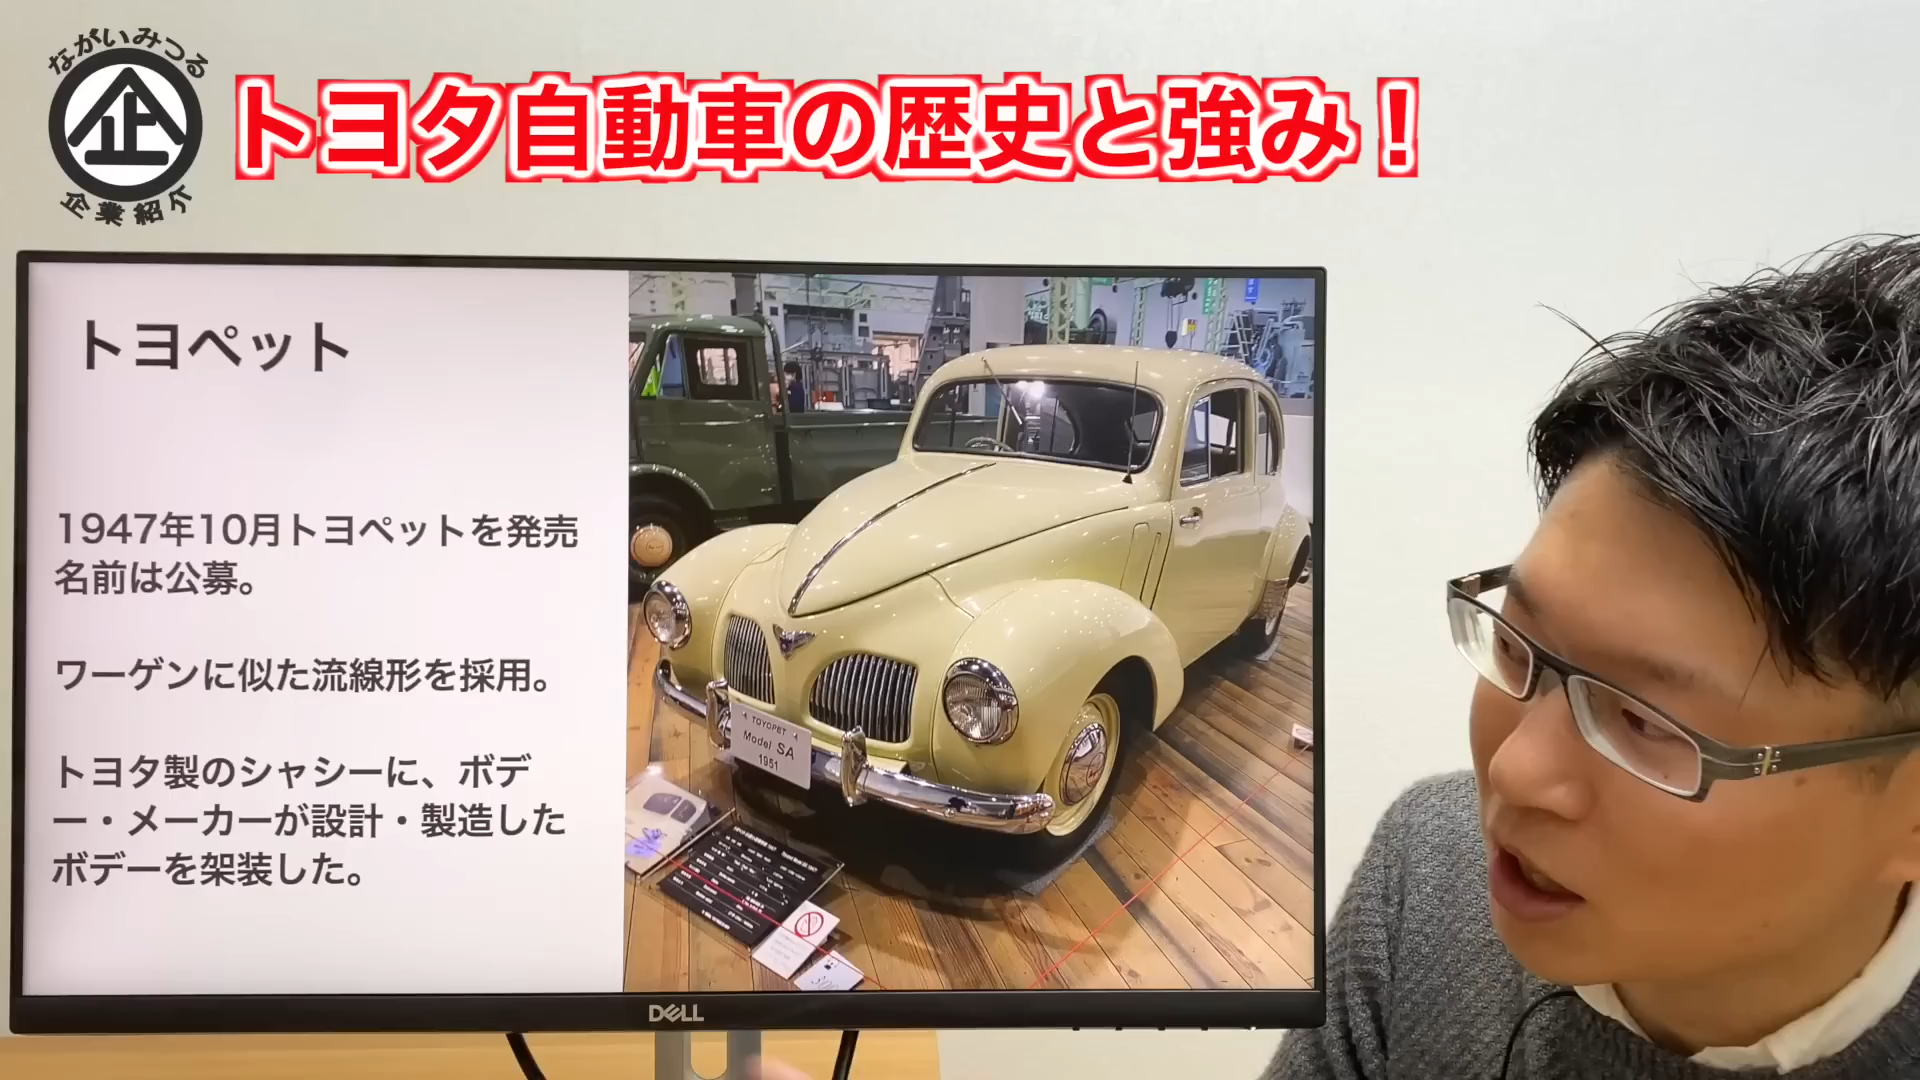 ながいみつる
企
企業紹介
トヨタ自動車の歴史と強み！
トヨペット
1947年10月トヨペットを発売
名前は公募。
ワーゲンに似た流線形を採用。
トヨタ製のシャシーに、ボデ
ー・メーカーが設計・製造した
ボデーを架装した。
TOYOPET
Model SA
1951
DELL